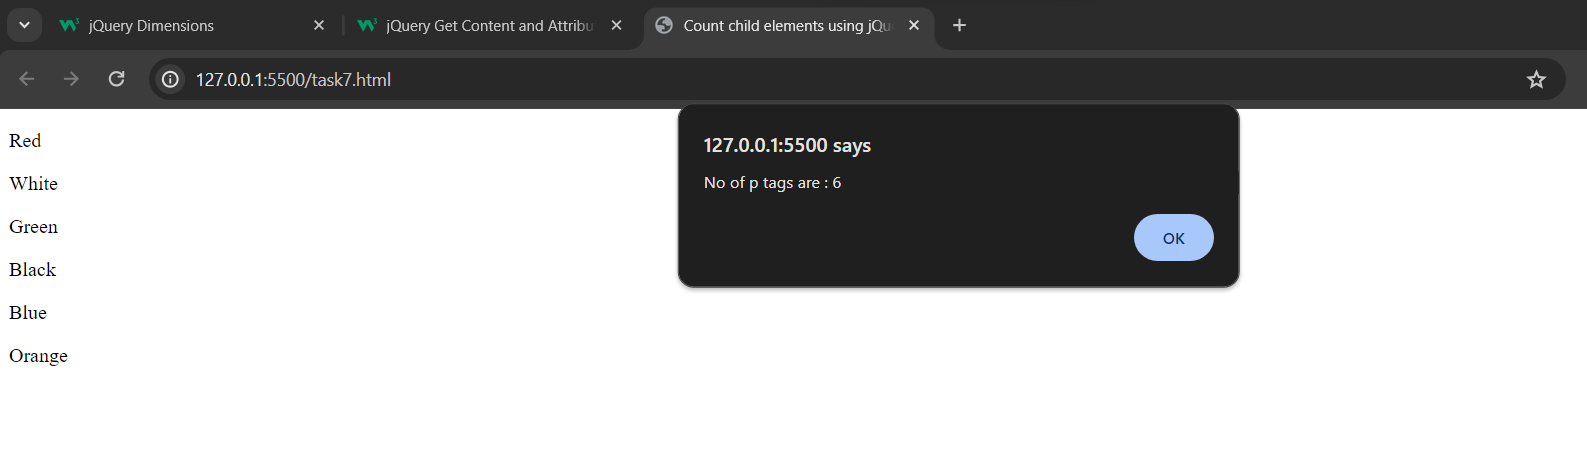 jQuery Dimensions
jQuery Get Content and Attribu
Count child elements using jQu
127.0.0.1:5500/task7.html
127.0.0.1:5500 says
No of p tags are : 6
OK
Red
White
Green
Black
Blue
Orange